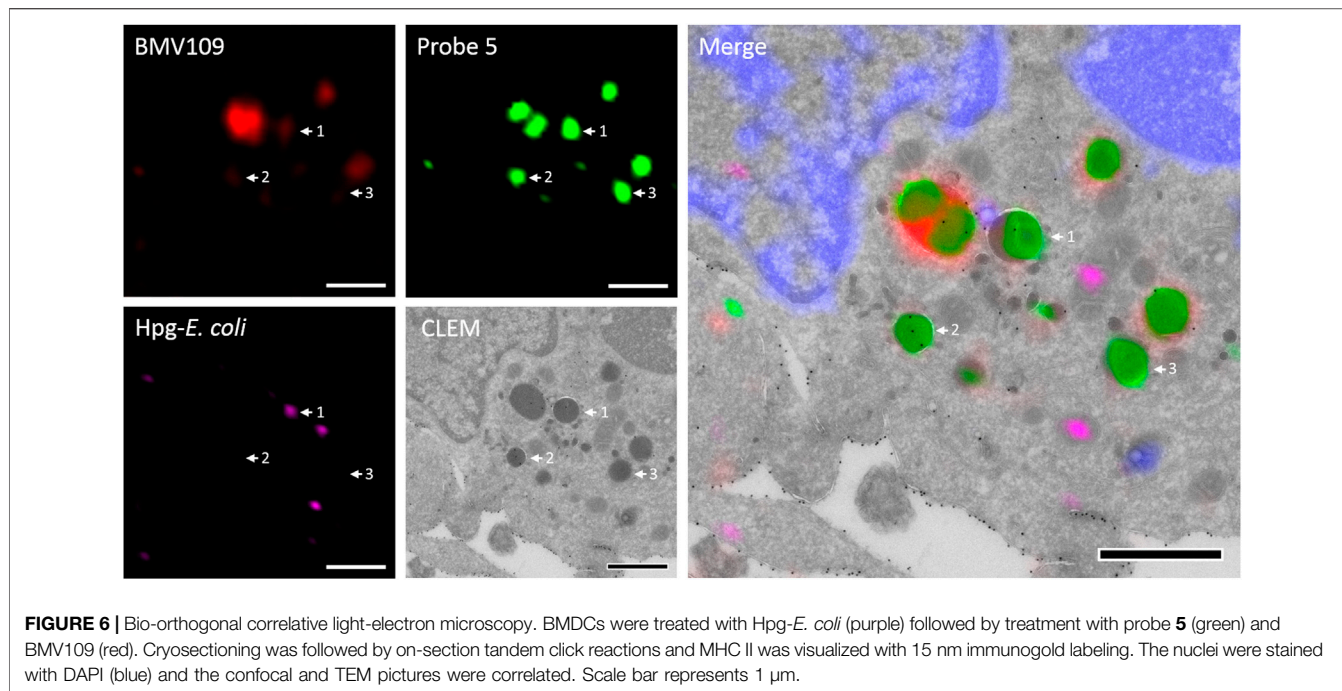 BMV109
Probe 5
Merge
1
2
3
1
2
3
1
2
3
Hpg-E. coli
CLEM
1
2
3
1
2
3
FIGURE 6 | Bio-orthogonal correlative light-electron microscopy. BMDCs were treated with Hpg-E. coli (purple) followed by treatment with probe 5 (green) and
BMV109 (red). Cryosectioning was followed by on-section tandem click reactions and MHC II was visualized with 15 nm immunogold labeling. The nuclei were stained
with DAPI (blue) and the confocal and TEM pictures were correlated. Scale bar represents 1 μm.